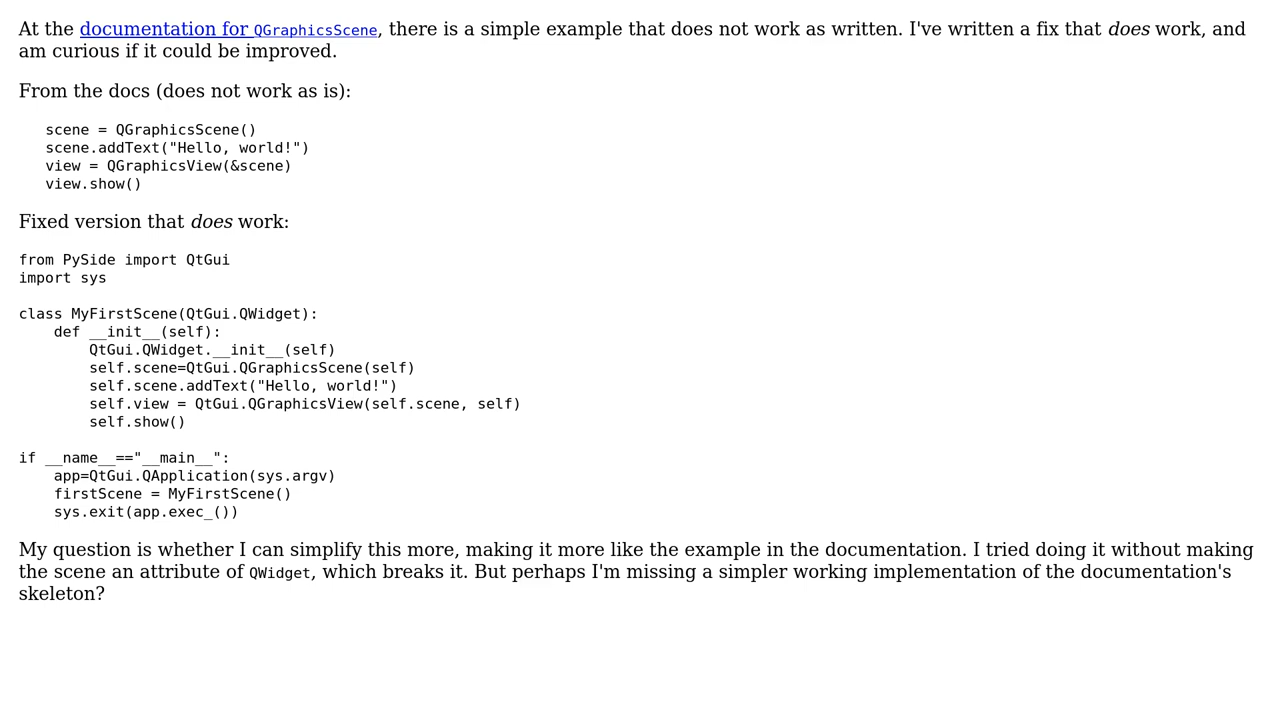 At the documentation for QGraphicsScene, there is a simple example that does not work as written. I've written a fix that does work, and
am curious if it could be improved.
From the docs (does not work as is):
scene = QGraphicsScene()
scene.addText("Hello, world!")
view = QGraphicsView(&scene)
view.show()
Fixed version that does work:
from PySide import QtGui
import sys
class MyFirstScene(QtGui.QWidget):
    def __init__(self):
        QtGui.QWidget.__init__(self)
        self.scene=QtGui.QGraphicsScene(self)
        self.scene.addText("Hello, world!")
        self.view = QtGui.QGraphicsView(self.scene, self)
        self.show()
if __name__=="__main__":
    app=QtGui.QApplication(sys.argv)
    firstScene = MyFirstScene()
    sys.exit(app.exec_())
My question is whether I can simplify this more, making it more like the example in the documentation. I tried doing it without making
the scene an attribute of QWidget, which breaks it. But perhaps I'm missing a simpler working implementation of the documentation's
skeleton?